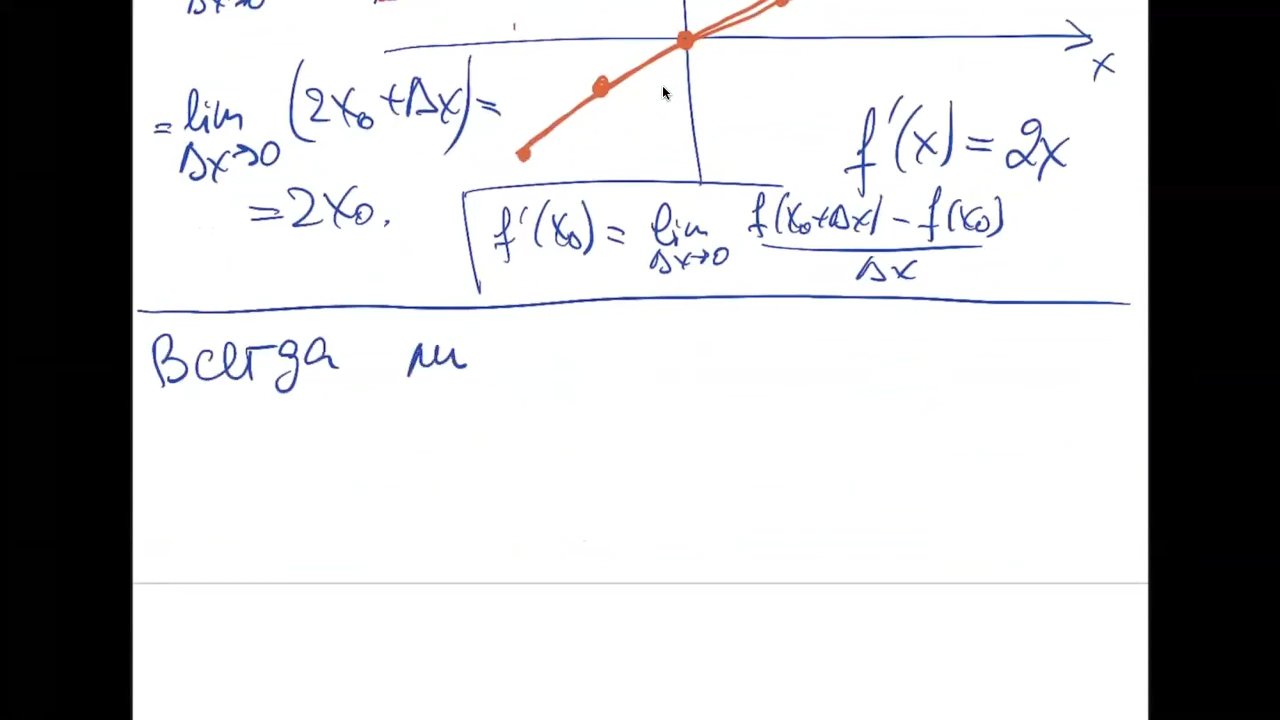 x
= lim (2x₀ + Δx) =
Δx→0
f'(x) = 2x
= 2x₀.
f'(x₀) = lim f(x₀+Δx) - f(x₀)
Δx→0 Δx
Всегда ли